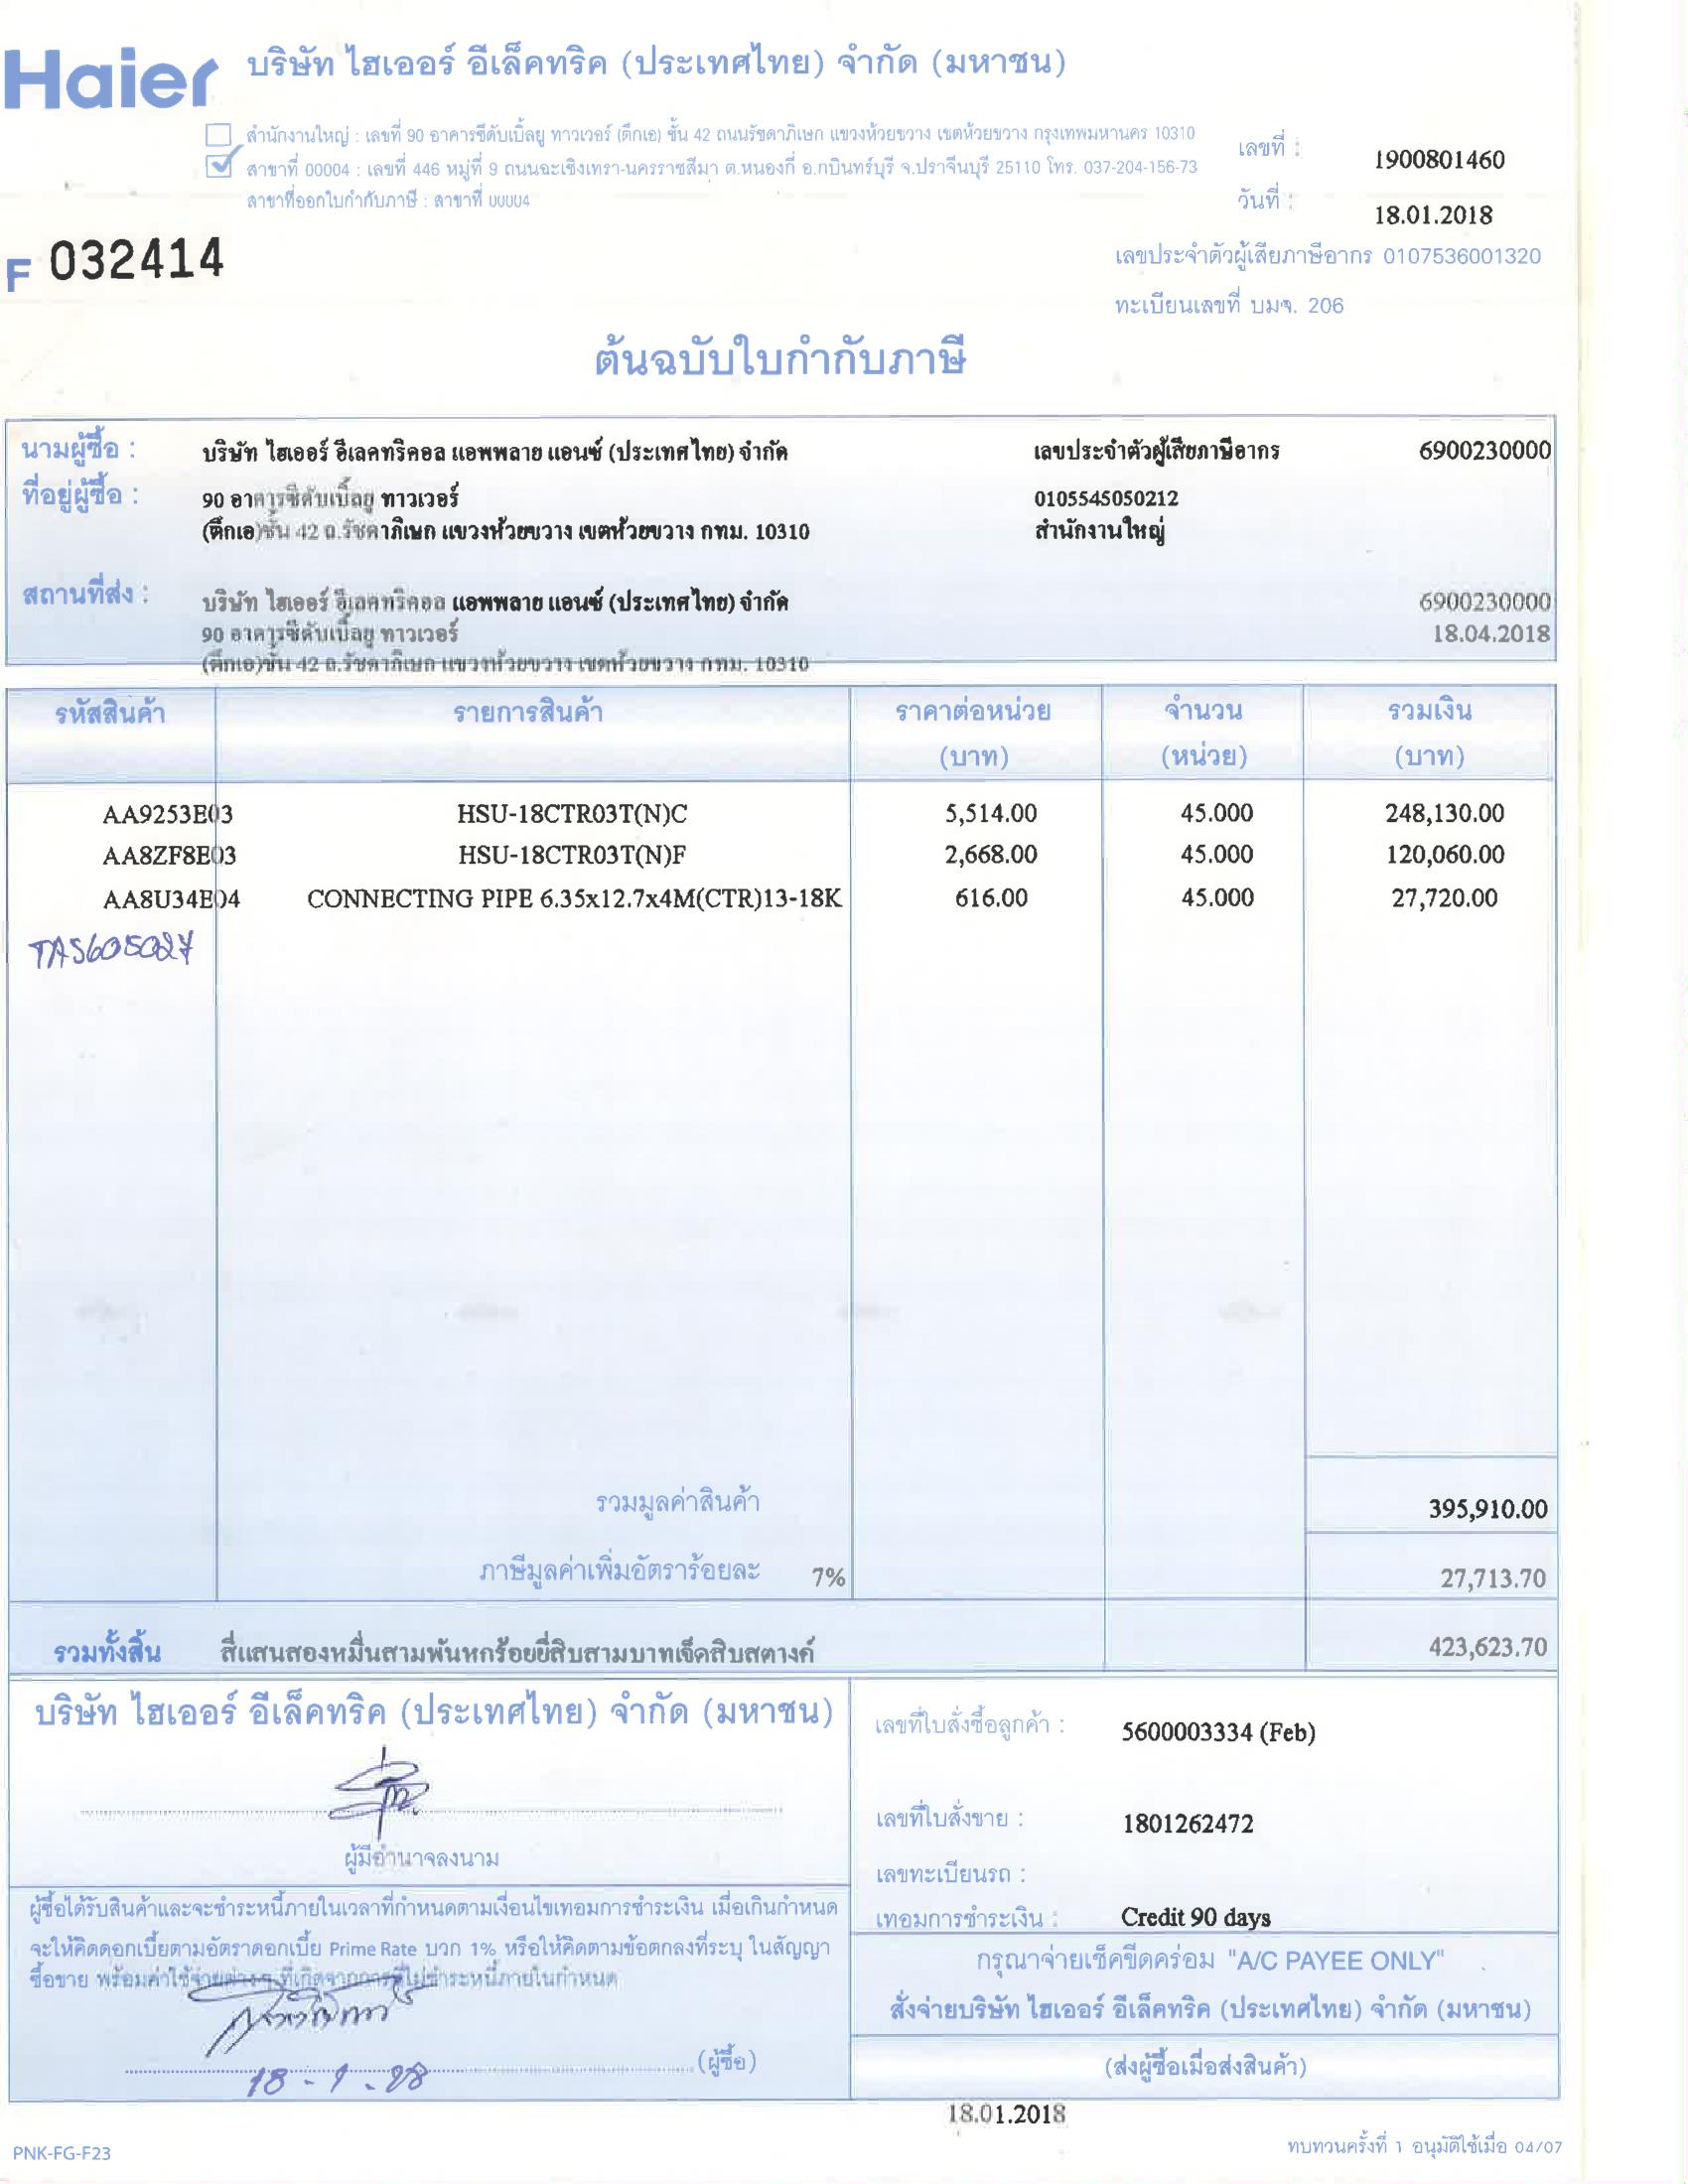 Haier บริษัท ไฮเออร์ อีเล็คทริค (ประเทศไทย) จำกัด (มหาชน)
สำนักงานใหญ่ : เลขที่ 90 อาคารซีดับเบิ้ลยู ทาวเวอร์ (ตึกเอ) ชั้น 42 ถนนรัชดาภิเษก แขวงห้วยขวาง เขตห้วยขวาง กรุงเทพมหานคร 10310
สาขาที่ 00004 : เลขที่ 446 หมู่ที่ 9 ถนนฉะเชิงเทรา-นครราชสีมา ต.หนองกี่ อ.กบินทร์บุรี จ.ปราจีนบุรี 25110 โทร. 037-204-156-73
สาขาที่ออกใบกำกับภาษี : สาขาที่ 00004
เลขที่ : 1900801460
วันที่ : 18.01.2018
F 032414
เลขประจำตัวผู้เสียภาษีอากร 0107536001320
ทะเบียนเลขที่ บมจ. 206
ต้นฉบับใบกำกับภาษี
นามผู้ซื้อ : บริษัท ไฮเออร์ อีเลคทริคอล แอพพลาย แอนซ์ (ประเทศไทย) จำกัด เลขประจำตัวผู้เสียภาษีอากร 6900230000
ที่อยู่ผู้ซื้อ : 90 อาคารซีดับเบิ้ลยู ทาวเวอร์ 0105545050212
(ตึกเอ)ชั้น 42 ถ.รัชดาภิเษก แขวงห้วยขวาง เขตห้วยขวาง กทม. 10310 สำนักงานใหญ่
สถานที่ส่ง : บริษัท ไฮเออร์ อีเลคทริคอล แอพพลาย แอนซ์ (ประเทศไทย) จำกัด 6900230000
90 อาคารซีดับเบิ้ลยู ทาวเวอร์ 18.04.2018
(ตึกเอ)ชั้น 42 ถ.รัชดาภิเษก แขวงห้วยขวาง เขตห้วยขวาง กทม. 10310
รหัสสินค้า รายการสินค้า ราคาต่อหน่วย จำนวน รวมเงิน
(บาท) (หน่วย) (บาท)
AA9253E03 HSU-18CTR03T(N)C 5,514.00 45.000 248,130.00
AA8ZF8E03 HSU-18CTR03T(N)F 2,668.00 45.000 120,060.00
AA8U34E04 CONNECTING PIPE 6.35x12.7x4M(CTR)13-18K 616.00 45.000 27,720.00
TAS605027
รวมมูลค่าสินค้า 395,910.00
ภาษีมูลค่าเพิ่มอัตราร้อยละ 7% 27,713.70
รวมทั้งสิ้น สี่แสนสองหมื่นสามพันหกร้อยยี่สิบสามบาทเจ็ดสิบสตางค์ 423,623.70
บริษัท ไฮเออร์ อีเล็คทริค (ประเทศไทย) จำกัด (มหาชน)
ผู้มีอำนาจลงนาม
ผู้ซื้อได้รับสินค้าและจะชำระหนี้ภายในเวลาที่กำหนดตามเงื่อนไขเทอมการชำระเงิน เมื่อเกินกำหนด
จะให้คิดดอกเบี้ยตามอัตราดอกเบี้ย Prime Rate บวก 1% หรือให้คิดตามข้อตกลงที่ระบุ ในสัญญา
ซื้อขาย พร้อมค่าใช้จ่ายต่างๆ ที่เกิดจากการที่ไม่ชำระหนี้ภายในกำหนด
(ผู้ซื้อ)
เลขที่ใบสั่งซื้อลูกค้า : 5600003334 (Feb)
เลขที่ใบสั่งขาย : 1801262472
เลขทะเบียนรถ :
เทอมการชำระเงิน : Credit 90 days
กรุณาจ่ายเช็คขีดคร่อม "A/C PAYEE ONLY"
สั่งจ่ายบริษัท ไฮเออร์ อีเล็คทริค (ประเทศไทย) จำกัด (มหาชน)
(ส่งผู้ซื้อเมื่อส่งสินค้า)
18.01.2018
PNK-FG-F23
ทบทวนครั้งที่ 1 อนุมัติใช้เมื่อ 04/07